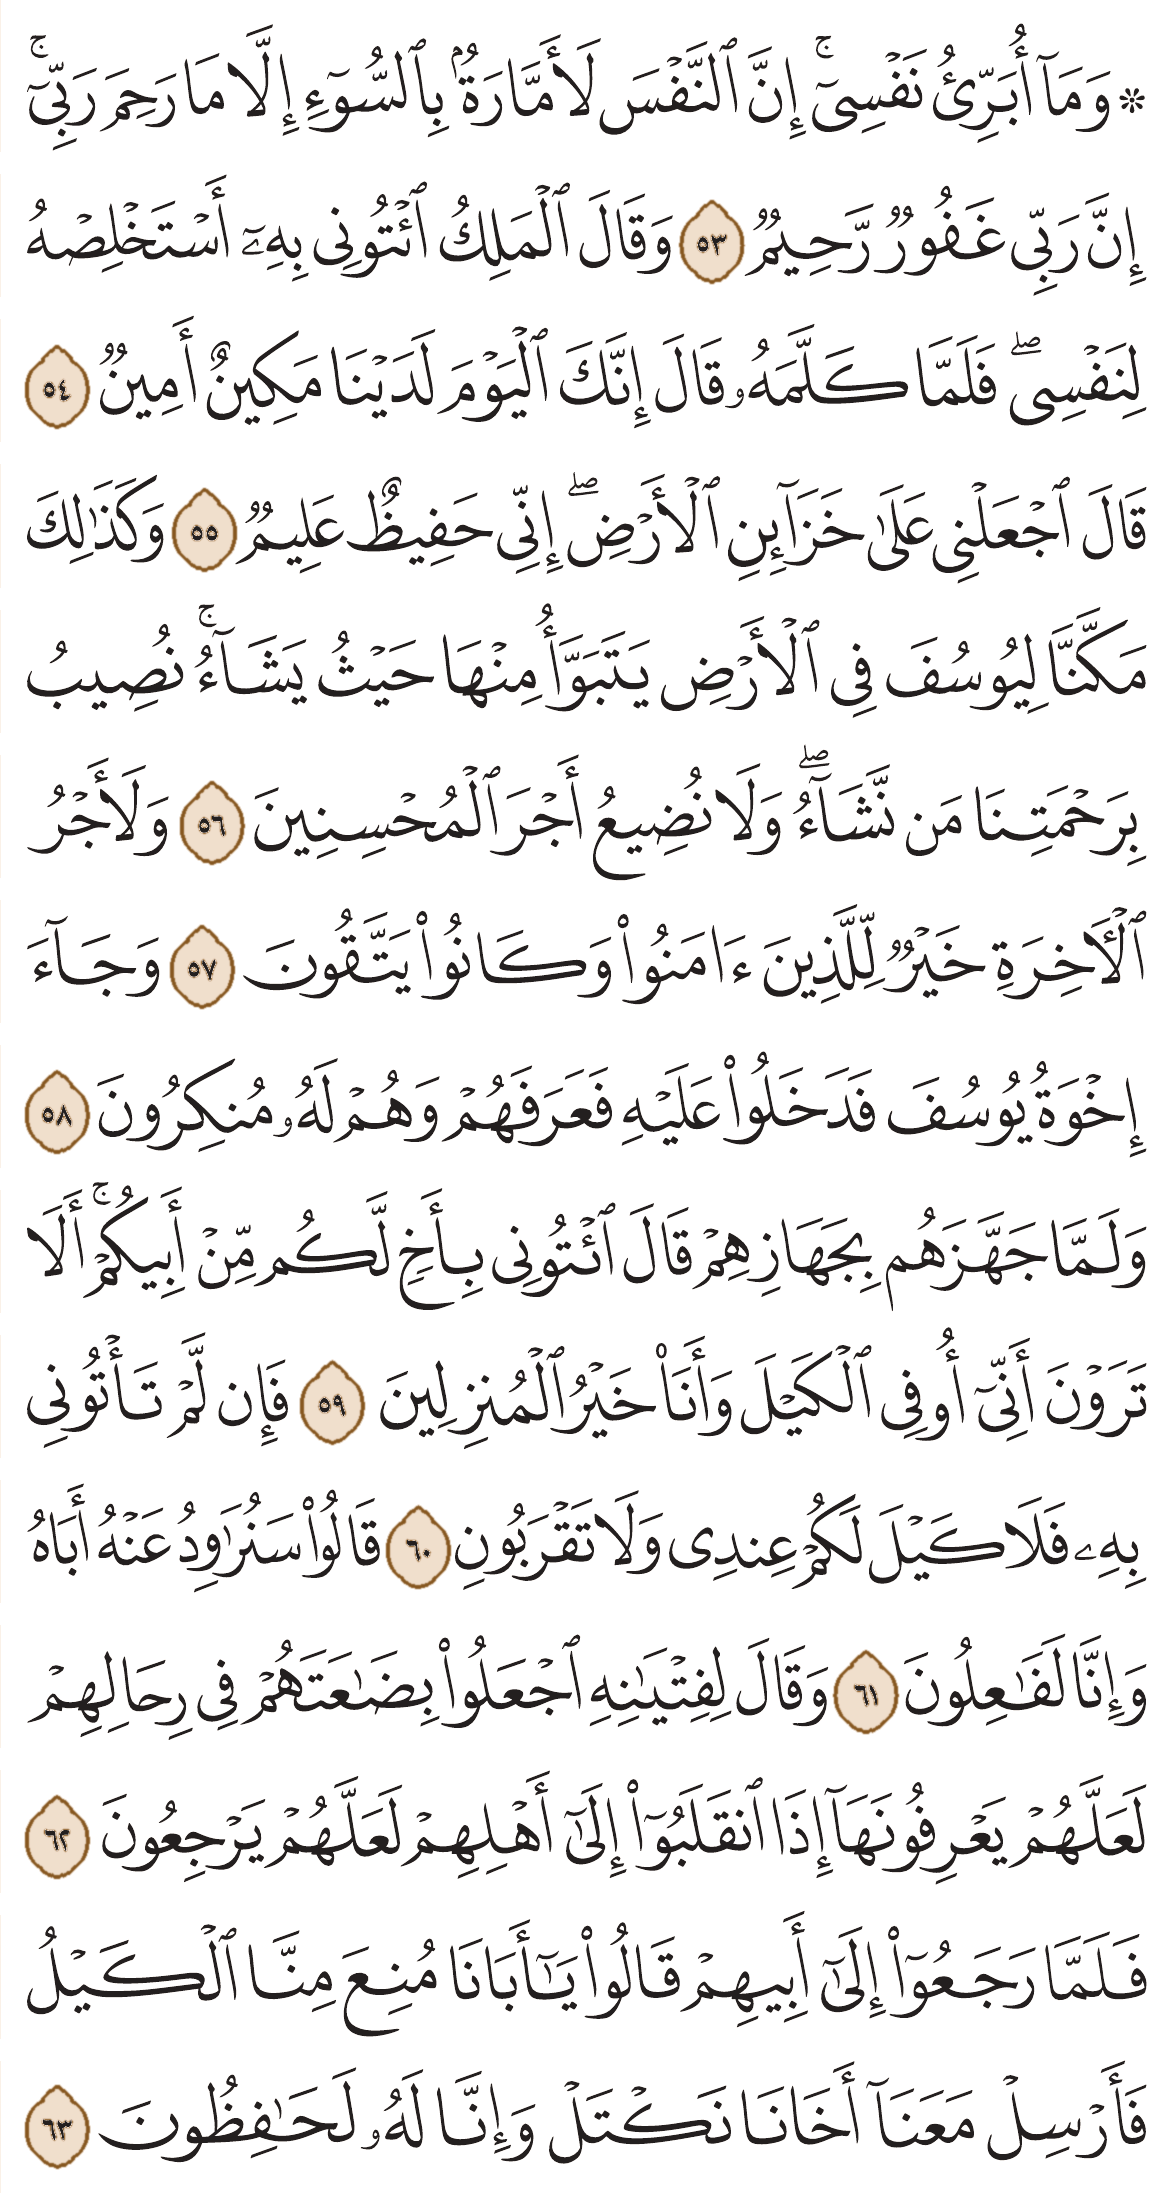 ۞ وَمَآ أُبَرِّئُ نَفۡسِيٓۚ إِنَّ ٱلنَّفۡسَ لَأَمَّارَةُۢ بِٱلسُّوٓءِ إِلَّا مَا رَحِمَ رَبِّيٓۚ
إِنَّ رَبِّي غَفُورٞ رَّحِيمٞ ٥٣ وَقَالَ ٱلۡمَلِكُ ٱئۡتُونِي بِهِۦٓ أَسۡتَخۡلِصۡهُ
لِنَفۡسِيۖ فَلَمَّا كَلَّمَهُۥ قَالَ إِنَّكَ ٱلۡيَوۡمَ لَدَيۡنَا مَكِينٌ أَمِينٞ ٥٤
قَالَ ٱجۡعَلۡنِي عَلَىٰ خَزَآئِنِ ٱلۡأَرۡضِۖ إِنِّي حَفِيظٌ عَلِيمٞ ٥٥ وَكَذَٰلِكَ
مَكَّنَّا لِيُوسُفَ فِي ٱلۡأَرۡضِ يَتَبَوَّأُ مِنۡهَا حَيۡثُ يَشَآءُۚ نُصِيبُ
بِرَحۡمَتِنَا مَن نَّشَآءُۖ وَلَا نُضِيعُ أَجۡرَ ٱلۡمُحۡسِنِينَ ٥٦ وَلَأَجۡرُ
ٱلۡأٓخِرَةِ خَيۡرٞ لِّلَّذِينَ ءَامَنُواْ وَكَانُواْ يَتَّقُونَ ٥٧ وَجَآءَ
إِخۡوَةُ يُوسُفَ فَدَخَلُواْ عَلَيۡهِ فَعَرَفَهُمۡ وَهُمۡ لَهُۥ مُنكِرُونَ ٥٨
وَلَمَّا جَهَّزَهُم بِجَهَازِهِمۡ قَالَ ٱئۡتُونِي بِأَخٖ لَّكُم مِّنۡ أَبِيكُمۡۚ أَلَا
تَرَوۡنَ أَنِّيٓ أُوفِي ٱلۡكَيۡلَ وَأَنَا۠ خَيۡرُ ٱلۡمُنزِلِينَ ٥٩ فَإِن لَّمۡ تَأۡتُونِي
بِهِۦ فَلَا كَيۡلَ لَكُمۡ عِندِي وَلَا تَقۡرَبُونِ ٦٠ قَالُواْ سَنُرَٰوِدُ عَنۡهُ أَبَاهُ
وَإِنَّا لَفَٰعِلُونَ ٦١ وَقَالَ لِفِتۡيَٰنِهِ ٱجۡعَلُواْ بِضَٰعَتَهُمۡ فِي رِحَالِهِمۡ
لَعَلَّهُمۡ يَعۡرِفُونَهَآ إِذَا ٱنقَلَبُوٓاْ إِلَىٰٓ أَهۡلِهِمۡ لَعَلَّهُمۡ يَرۡجِعُونَ ٦٢
فَلَمَّا رَجَعُوٓاْ إِلَىٰٓ أَبِيهِمۡ قَالُواْ يَٰٓأَبَانَا مُنِعَ مِنَّا ٱلۡكَيۡلُ
فَأَرۡسِلۡ مَعَنَآ أَخَانَا نَكۡتَلۡ وَإِنَّا لَهُۥ لَحَٰفِظُونَ ٦٣